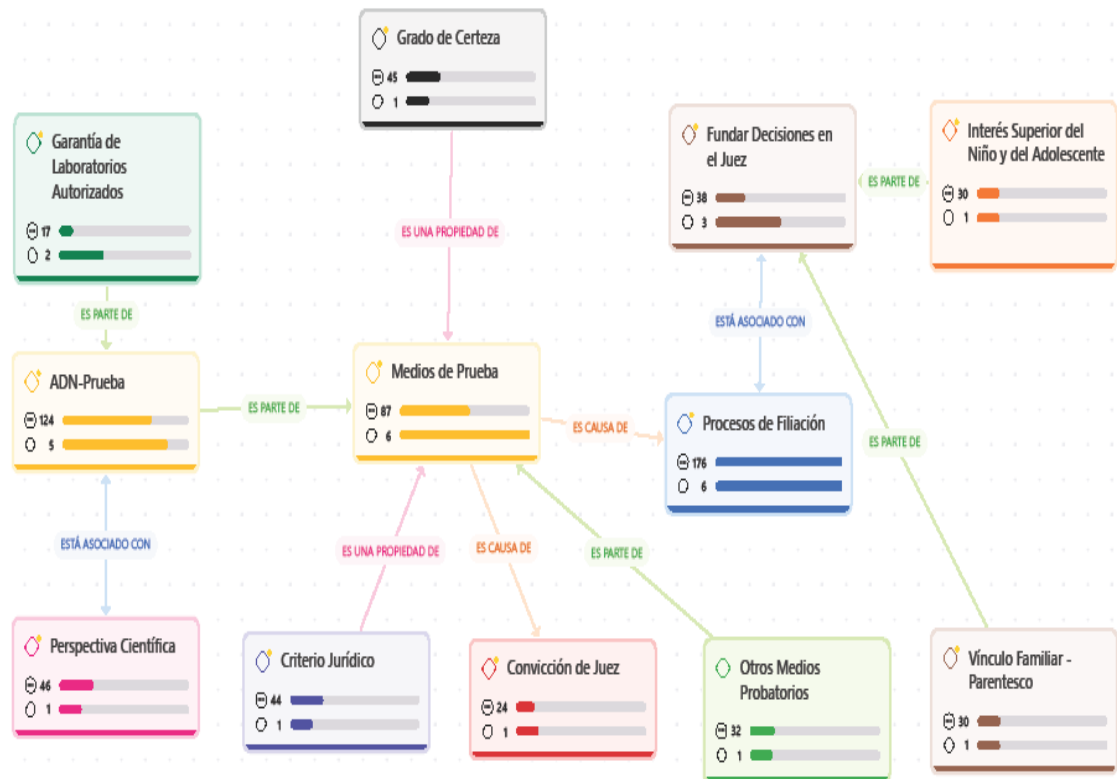 Grado de Certeza
45
1
Garantía de
Laboratorios
Autorizados
17
2
Fundar Decisiones en
el Juez
38
3
ES PARTE DE
Interés Superior del
Niño y del Adolescente
30
1
ES UNA PROPIEDAD DE
ES PARTE DE
ESTÁ ASOCIADO CON
ADN-Prueba
124
5
ES PARTE DE
Medios de Prueba
87
6
ES CAUSA DE
Procesos de Filiación
176
6
ES PARTE DE
ESTÁ ASOCIADO CON
ES UNA PROPIEDAD DE
ES CAUSA DE
ES PARTE DE
Perspectiva Científica
46
1
Criterio Jurídico
44
1
Convicción de Juez
24
1
Otros Medios
Probatorios
32
1
Vínculo Familiar -
Parentesco
30
1